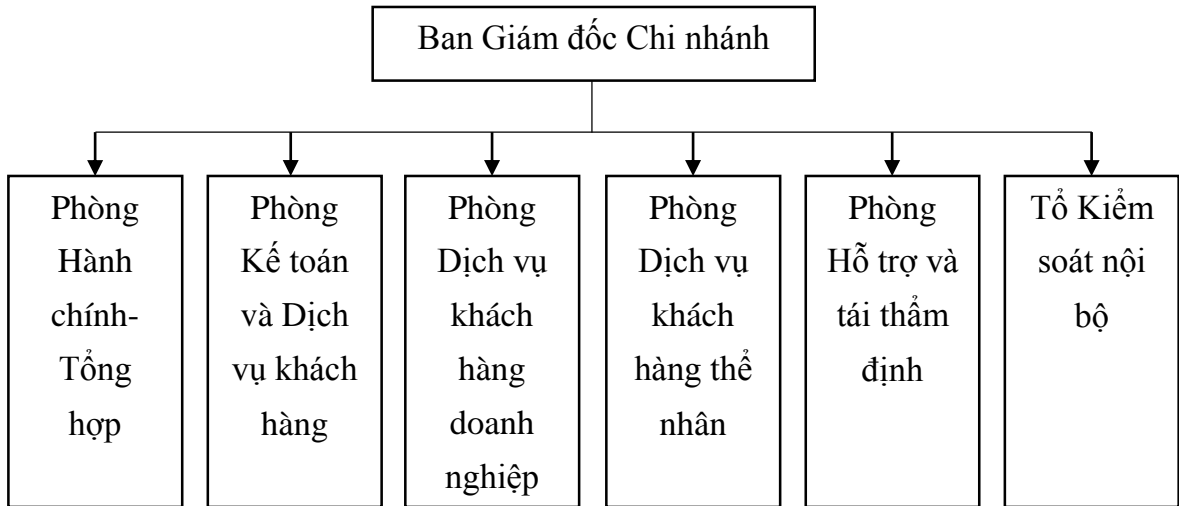 Ban Giám đốc Chi nhánh
Phòng
Hành
chính-
Tổng
hợp
Phòng
Kế toán
và Dịch
vụ khách
hàng
Phòng
Dịch vụ
khách
hàng
doanh
nghiệp
Phòng
Dịch vụ
khách
hàng thể
nhân
Phòng
Hỗ trợ và
tái thẩm
định
Tổ Kiểm
soát nội
bộ